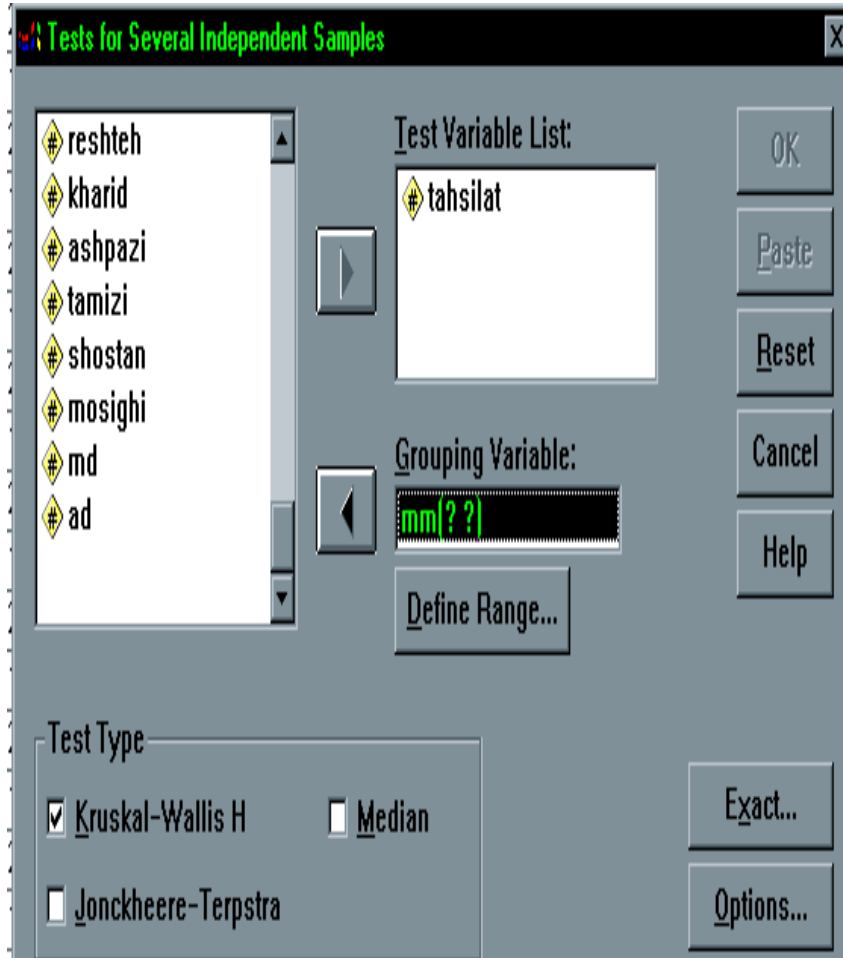 Tests for Several Independent Samples
X
reshteh
kharid
ashpazi
tamizi
shostan
mosighi
md
ad
Test Variable List:
tahsilat
Grouping Variable:
mm(? ?)
Define Range...
OK
Paste
Reset
Cancel
Help
Test Type
Kruskal-Wallis H
Median
Jonckheere-Terpstra
Exact...
Options...